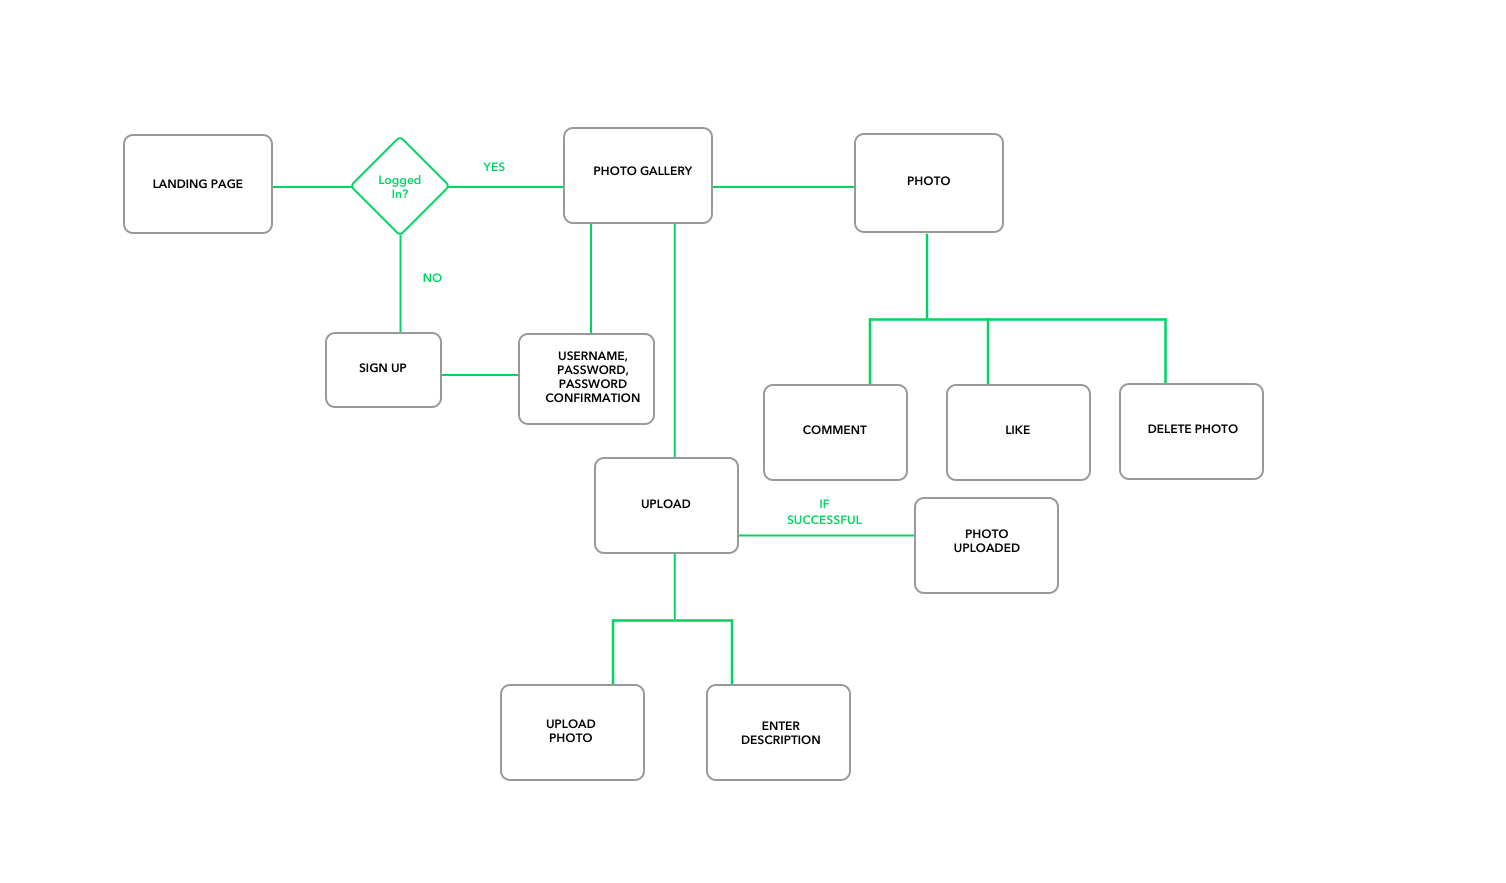 LANDING PAGE
Logged
In?
YES
PHOTO GALLERY
PHOTO
NO
SIGN UP
USERNAME,
PASSWORD,
PASSWORD
CONFIRMATION
COMMENT
LIKE
DELETE PHOTO
UPLOAD
IF
SUCCESSFUL
PHOTO
UPLOADED
UPLOAD
PHOTO
ENTER
DESCRIPTION